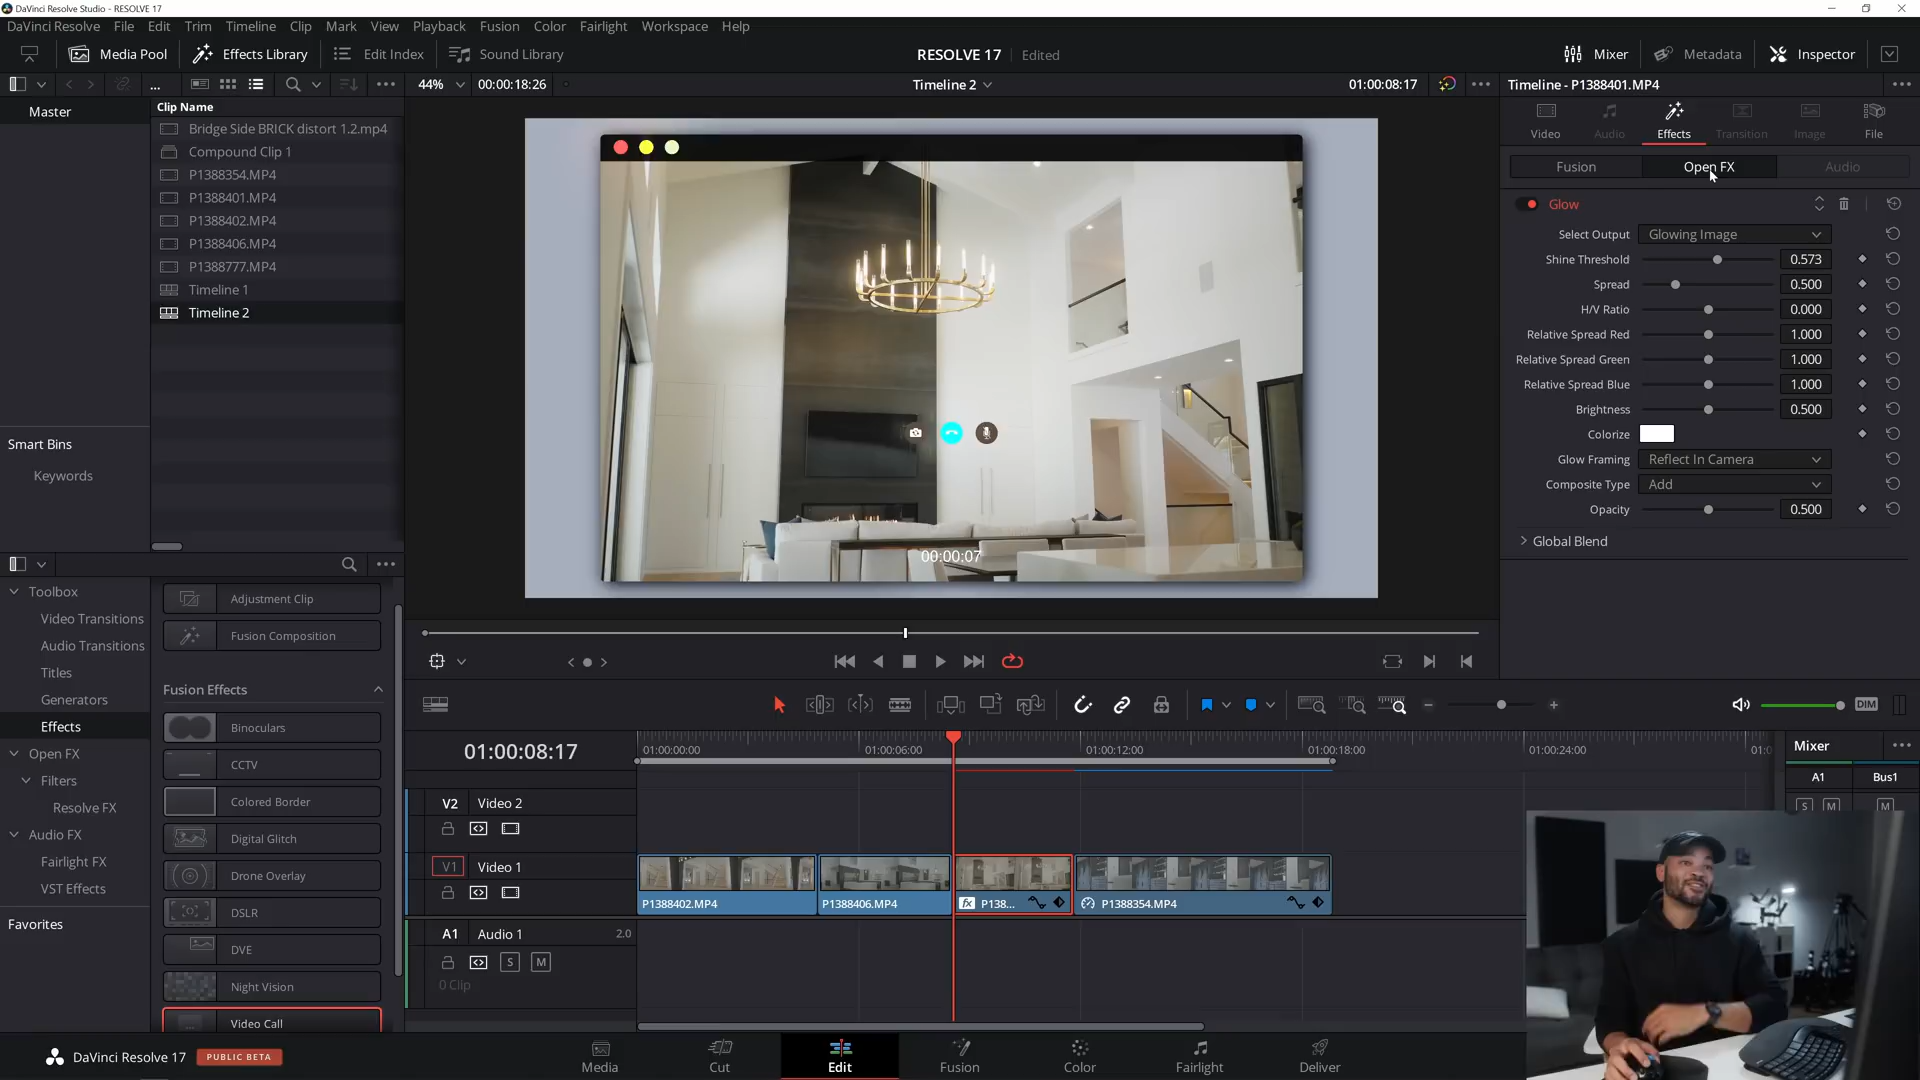 DaVinci Resolve Studio - RESOLVE 17
DaVinci Resolve File Edit Trim Timeline Clip Mark View Playback Fusion Color Fairlight Workspace Help
Media Pool Effects Library Edit Index Sound Library RESOLVE 17 Edited Mixer Metadata Inspector
... 44% 00:00:18:26 Timeline 2 01:00:08:17 Timeline - P1388401.MP4
Master
Clip Name
Bridge Side BRICK distort 1.2.mp4
Compound Clip 1
P1388354.MP4
P1388401.MP4
P1388402.MP4
P1388406.MP4
P1388777.MP4
Timeline 1
Timeline 2
Smart Bins
Keywords
00:00:07
Video Audio Effects Transition Image File
Fusion Open FX Audio
Glow
Select Output Glowing Image
Shine Threshold 0.573
Spread 0.500
H/V Ratio 0.000
Relative Spread Red 1.000
Relative Spread Green 1.000
Relative Spread Blue 1.000
Brightness 0.500
Colorize
Glow Framing Reflect In Camera
Composite Type Add
Opacity 0.500
Global Blend
Toolbox
Video Transitions
Audio Transitions
Titles
Generators
Effects
Open FX
Filters
Resolve FX
Audio FX
Fairlight FX
VST Effects
Favorites
Adjustment Clip
Fusion Composition
Fusion Effects
Binoculars
CCTV
Colored Border
Digital Glitch
Drone Overlay
DSLR
DVE
Night Vision
Video Call
DIM
01:00:08:17
01:00:00:00 01:00:06:00 01:00:12:00 01:00:18:00 01:00:24:00
V2 Video 2
V1 Video 1
P1388402.MP4 P1388406.MP4 fx P138... P1388354.MP4
A1 Audio 1 2.0
S M
0 Clip
Mixer
A1 Bus1
S M M
DaVinci Resolve 17 PUBLIC BETA
Media Cut Edit Fusion Color Fairlight Deliver